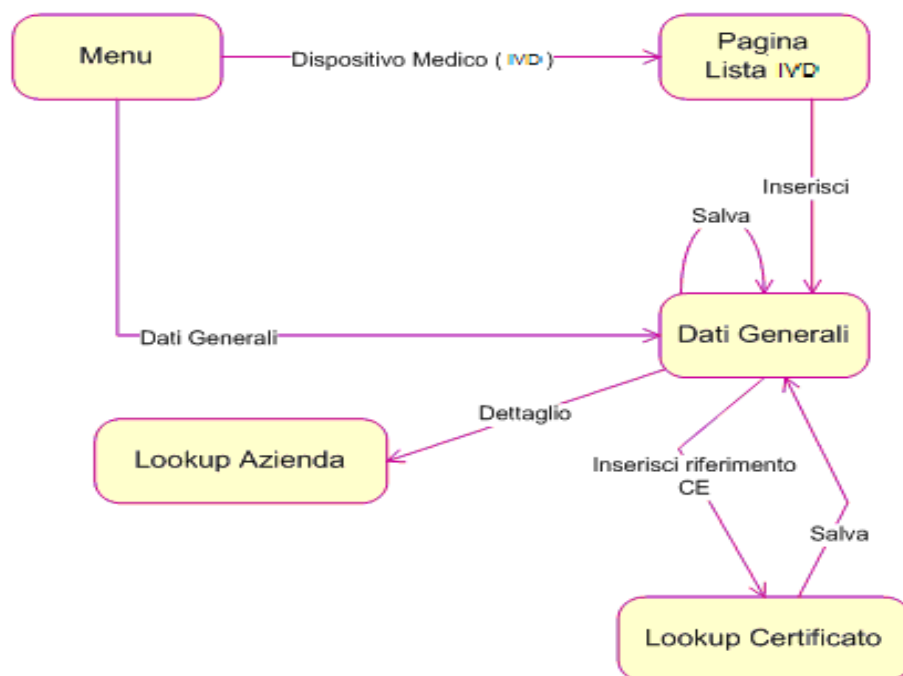 Menu
Dispositivo Medico ( IVD )
Pagina
Lista IVD
Inserisci
Salva
Dati Generali
Dati Generali
Dettaglio
Lookup Azienda
Inserisci riferimento
CE
Salva
Lookup Certificato